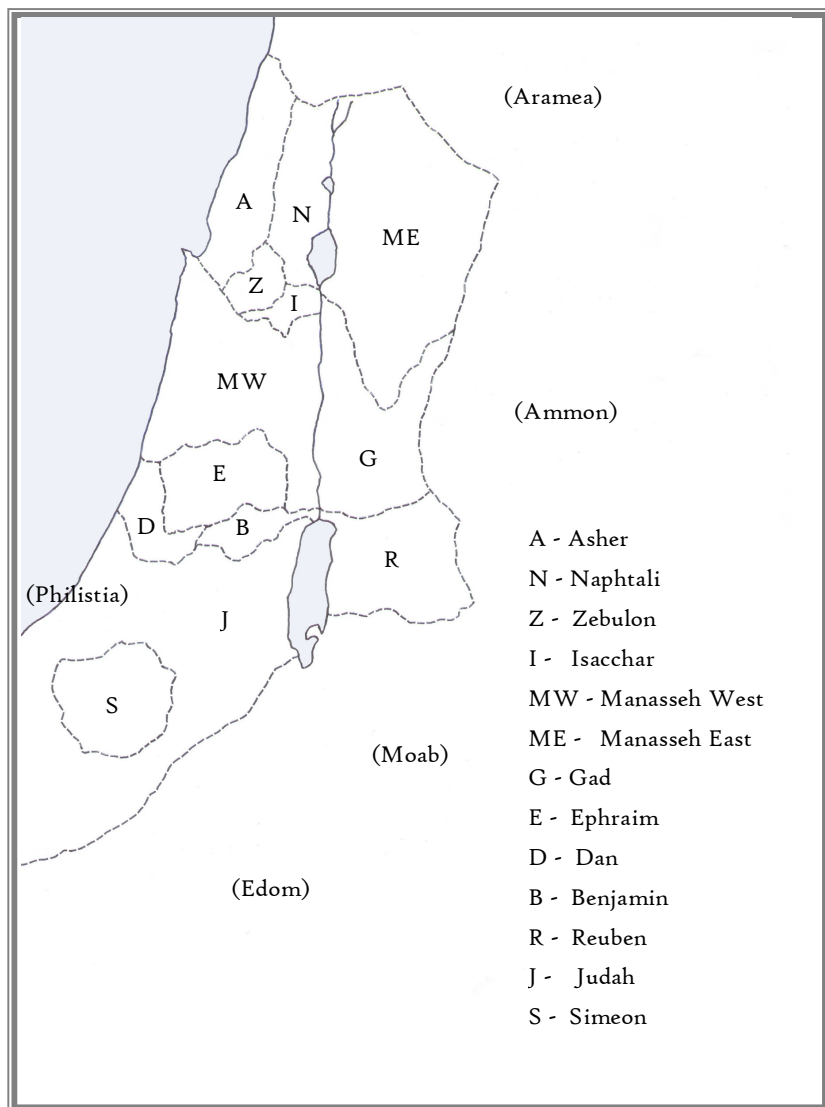 (Aramea)
A
N
ME
Z
I
MW
(Ammon)
G
E
D
B
R
(Philistia)
J
S
(Moab)
(Edom)
A - Asher
N - Naphtali
Z - Zebulon
I - Isacchar
MW - Manasseh West
ME - Manasseh East
G - Gad
E - Ephraim
D - Dan
B - Benjamin
R - Reuben
J - Judah
S - Simeon